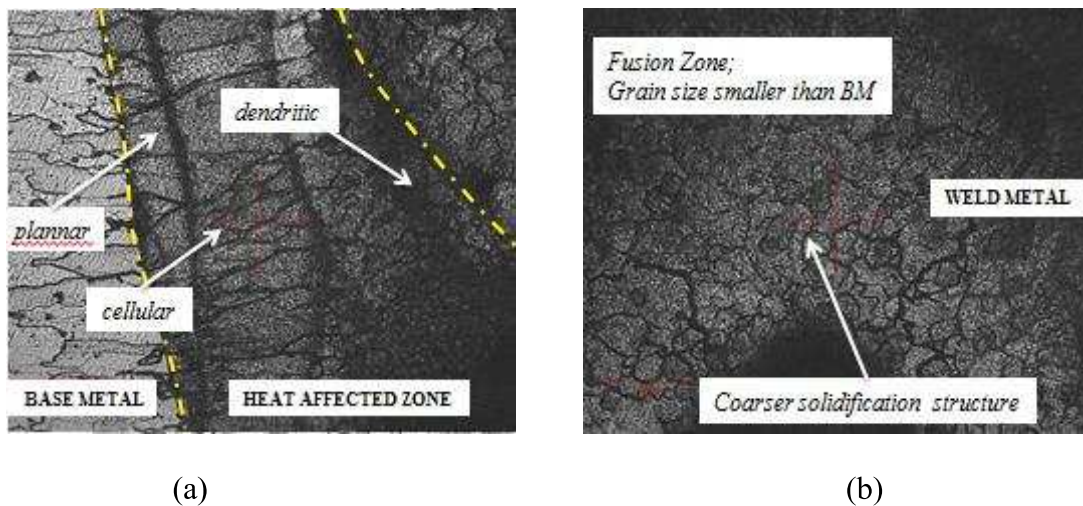 dendritic
plannar
cellular
BASE METAL
HEAT AFFECTED ZONE
(a)
Fusion Zone;
Grain size smaller than BM
WELD METAL
Coarser solidification structure
(b)